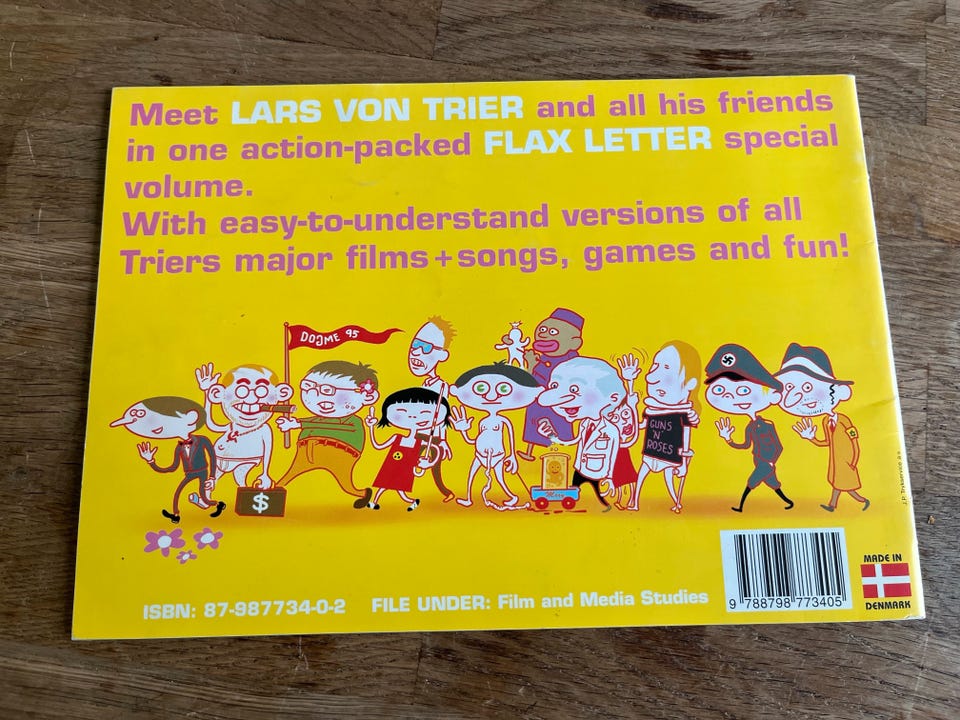 Meet LARS VON TRIER and all his friends
in one action-packed FLAX LETTER special
volume.
With easy-to-understand versions of all
Triers major films+songs, games and fun!
DOGME 95
GUNS
'N'
ROSES
$
J.P. Trykservice a·s
ISBN: 87-987734-0-2 FILE UNDER: Film and Media Studies
9 788798 773405
MADE IN
DENMARK